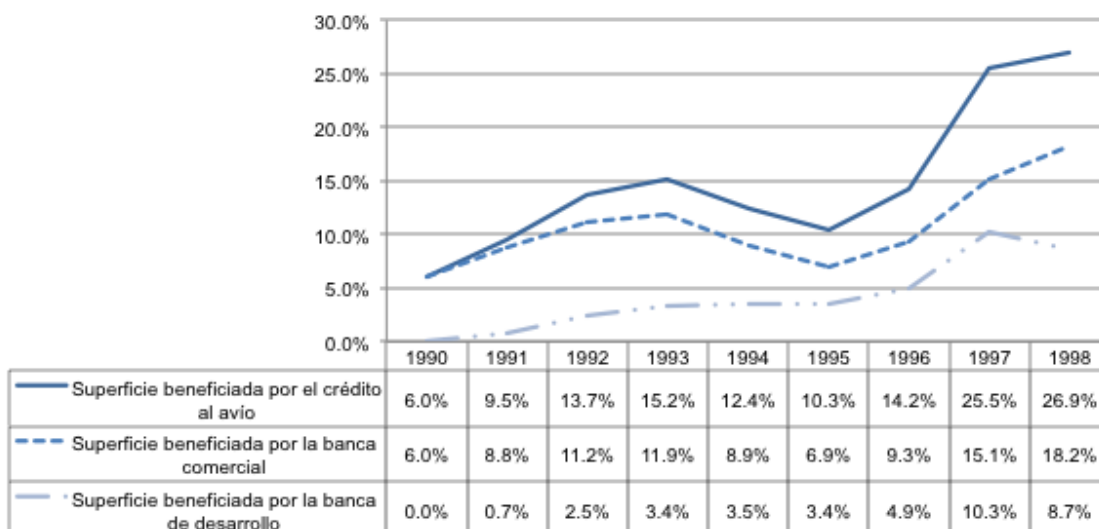 30.0%
25.0%
20.0%
15.0%
10.0%
5.0%
0.0%
1990 1991 1992 1993 1994 1995 1996 1997 1998
Superficie beneficiada por el crédito
al avío
6.0% 9.5% 13.7% 15.2% 12.4% 10.3% 14.2% 25.5% 26.9%
Superficie beneficiada por la banca
comercial
6.0% 8.8% 11.2% 11.9% 8.9% 6.9% 9.3% 15.1% 18.2%
Superficie beneficiada por la banca
de desarrollo
0.0% 0.7% 2.5% 3.4% 3.5% 3.4% 4.9% 10.3% 8.7%